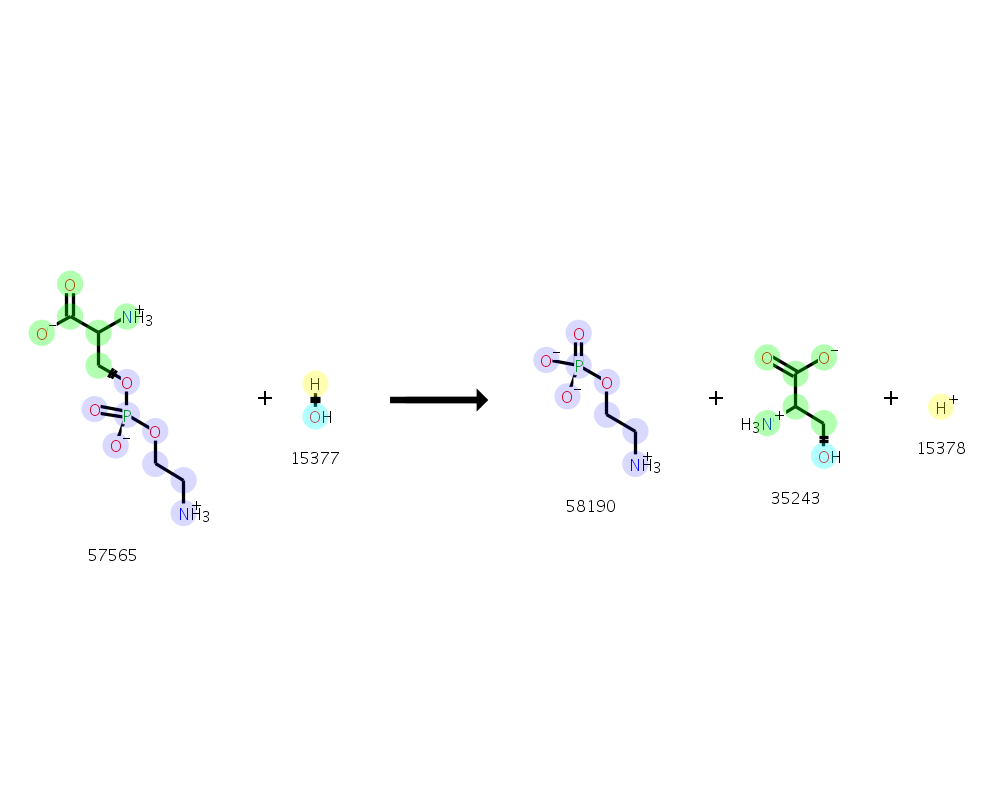 O
O−
NH3+
O
O
P
O−
O
NH3+
57565
+
H
OH
15377
O
O−
P
O−
O
NH3+
58190
+
O
O−
H3N+
OH
35243
+
H+
15378